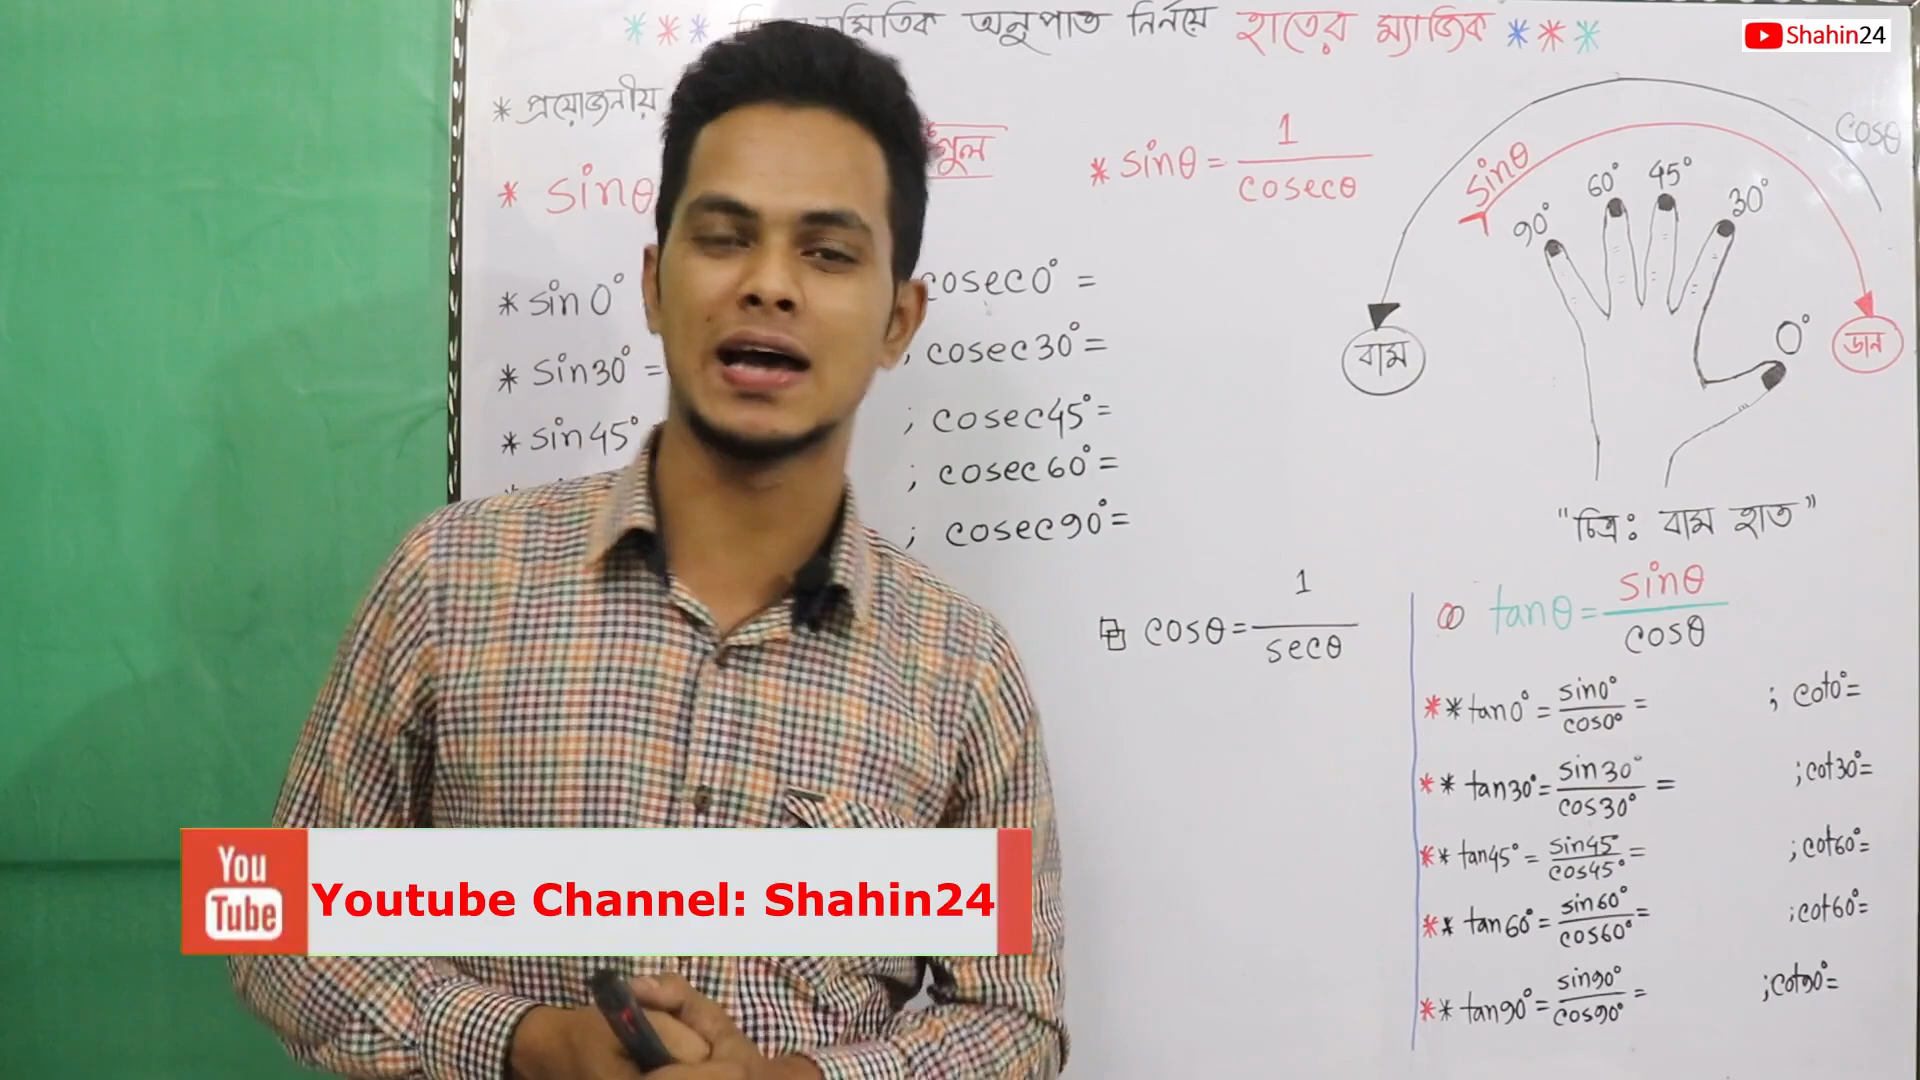 *** মিতিক অনুপাত নির্নয়ে হাতের ম্যাজিক ***
Shahin24
* প্রয়োজনীয়
* sinθ
* sinθ = 1/cosecθ
* sin0°
cosec0° =
* sin30° =
; cosec30° =
* sin45°
; cosec45° =
; cosec60° =
; cosec90° =
cosθ
sinθ
90°
60°
45°
30°
0°
বাম
ডান
"চিত্রঃ বাম হাত"
cosθ = 1/secθ
tanθ = sinθ/cosθ
** tan0° = sin0°/cos0° = ; cot0° =
** tan30° = sin30°/cos30° = ; cot30° =
** tan45° = sin45°/cos45° = ; cot60° =
** tan60° = sin60°/cos60° = ; cot60° =
** tan90° = sin90°/cos90° = ; cot90° =
You
Tube
Youtube Channel: Shahin24